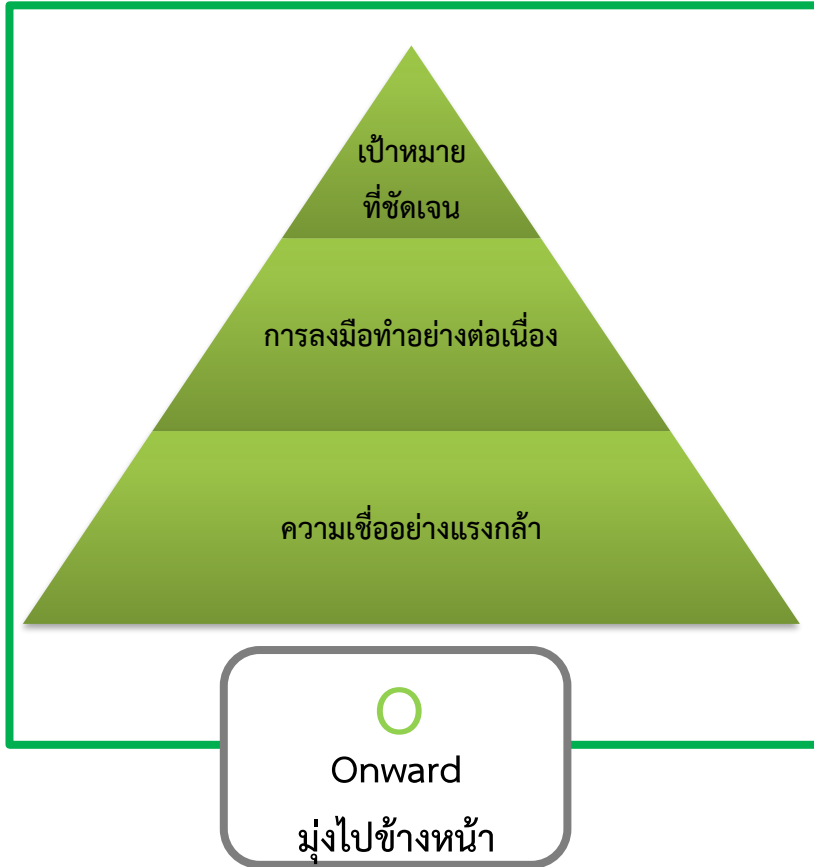 เป้าหมาย
ที่ชัดเจน
การลงมือทำอย่างต่อเนื่อง
ความเชื่ออย่างแรงกล้า
O
Onward
มุ่งไปข้างหน้า